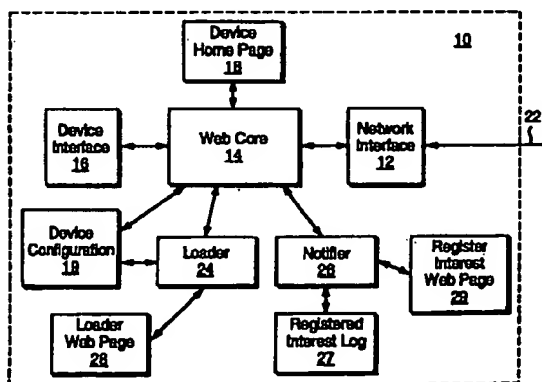 Device
Home Page
18
10
22
Device
Interface
16
Web Core
14
Network
Interface
12
Device
Configuration
19
Loader
24
Notifier
26
Register
Interest
Web Page
29
Loader
Web Page
28
Registered
Interest Log
27